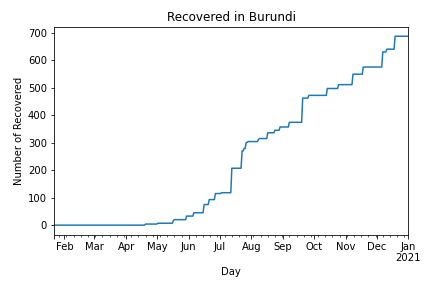 Recovered in Burundi
700
600
500
400
300
200
100
0
Number of Recovered
Feb Mar Apr May Jun Jul Aug Sep Oct Nov Dec Jan
2021
Day